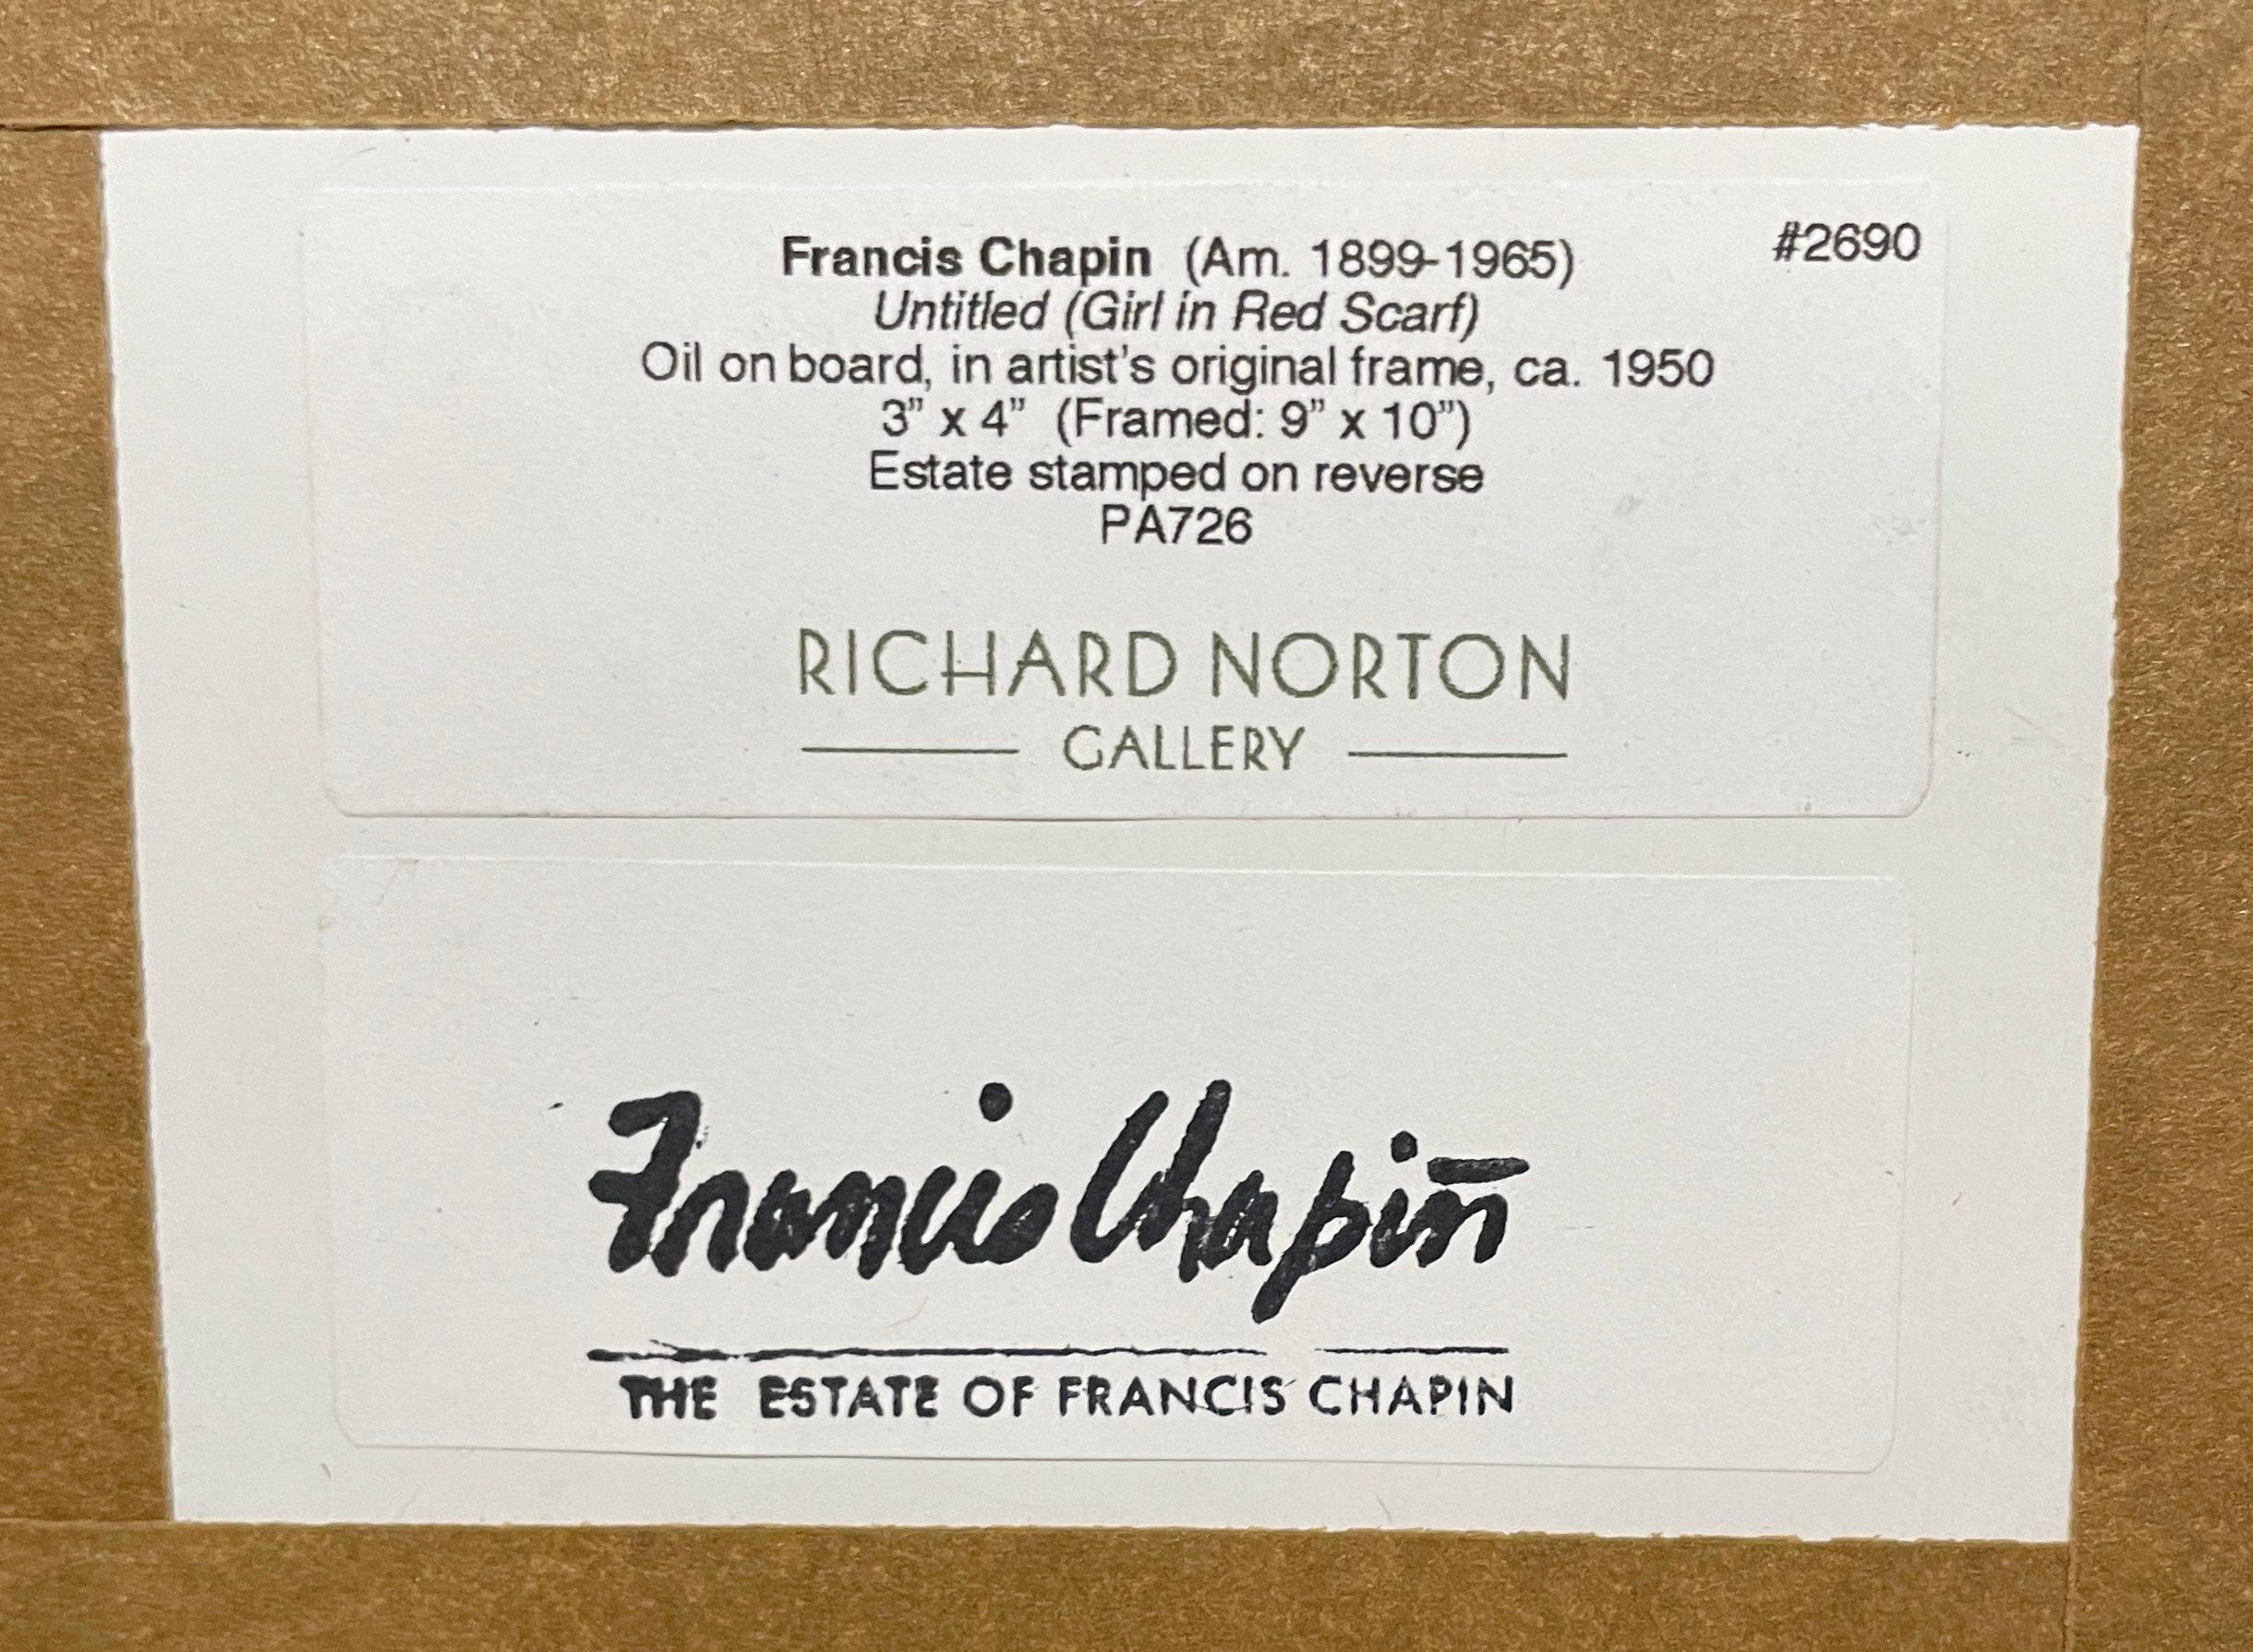 Francis Chapin (Am. 1899-1965) #2690
Untitled (Girl in Red Scarf)
Oil on board, in artist's original frame, ca. 1950
3” x 4” (Framed: 9” x 10”)
Estate stamped on reverse
PA726
RICHARD NORTON
GALLERY
Francis Chapin
THE ESTATE OF FRANCIS CHAPIN